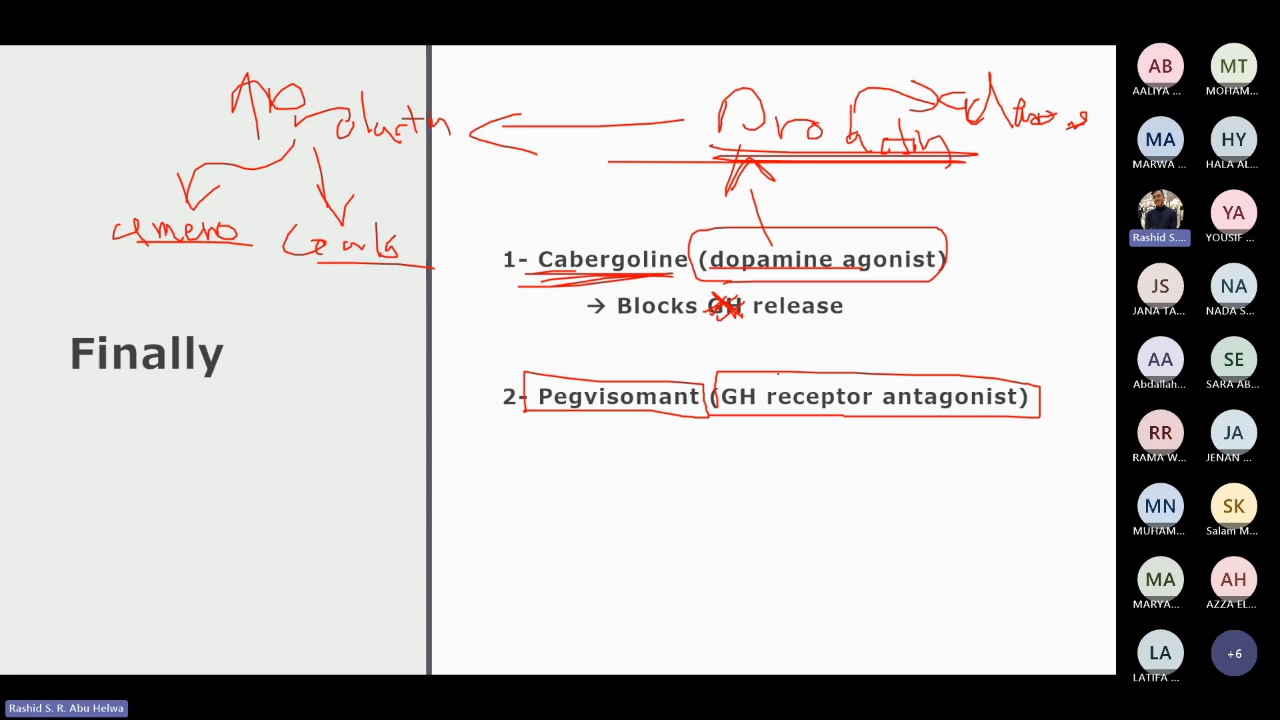 Prolactin
1- Cabergoline (dopamine agonist)
→ Blocks GH release
Finally
2- Pegvisomant (GH receptor antagonist)
AB
AALIYA ...
MT
MOHAM...
MA
MARWA ...
HY
HALA AL...
Rashid S....
YA
YOUSIF ...
JS
JANA TA...
NA
NADA S...
AA
Abdallah...
SE
SARA AB...
RR
RAMA W...
JA
JENAN ...
MN
MUHAM...
SK
Salam M...
MA
MARYA...
AH
AZZA EL...
LA
LATIFA ...
+6
Rashid S. R. Abu Helwa